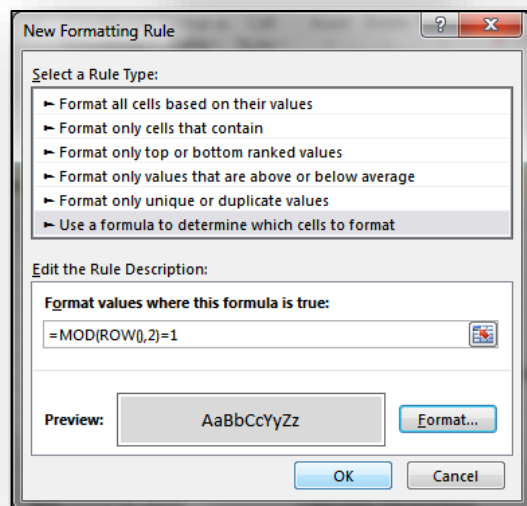 New Formatting Rule
Select a Rule Type:
► Format all cells based on their values
► Format only cells that contain
► Format only top or bottom ranked values
► Format only values that are above or below average
► Format only unique or duplicate values
► Use a formula to determine which cells to format
Edit the Rule Description:
Format values where this formula is true:
=MOD(ROW(),2)=1
Preview:
AaBbCcYyZz
Format...
OK
Cancel